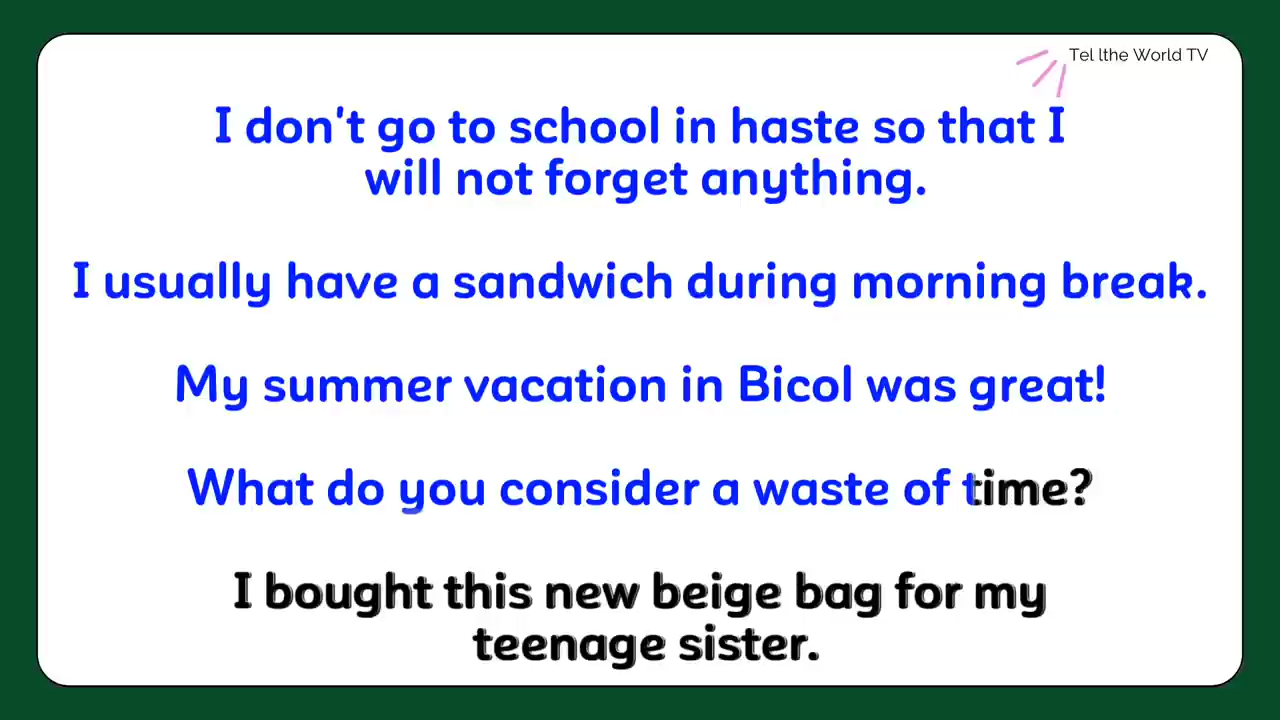 Tel lthe World TV
I don't go to school in haste so that I
will not forget anything.
I usually have a sandwich during morning break.
My summer vacation in Bicol was great!
What do you consider a waste of time?
I bought this new beige bag for my
teenage sister.